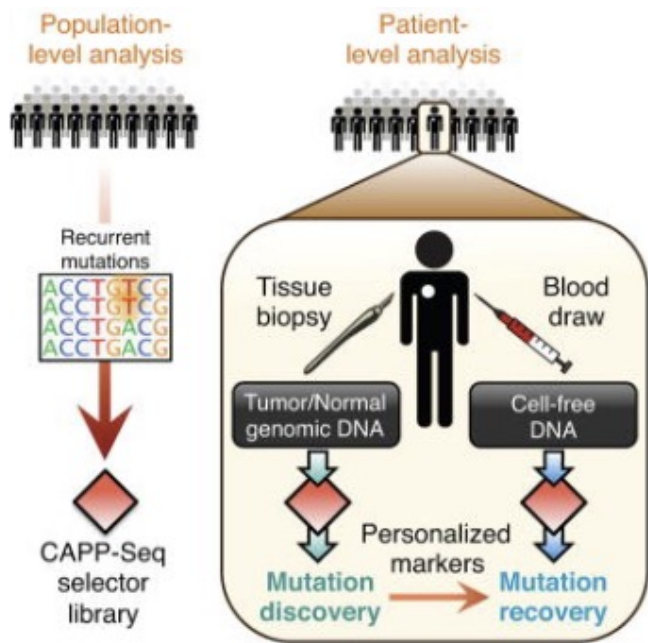 Population-
level analysis
Recurrent
mutations
ACCTGTCG
ACCTGTCG
ACCTGACG
ACCTGACG
CAPP-Seq
selector
library
Patient-
level analysis
Tissue
biopsy
Blood
draw
Tumor/Normal
genomic DNA
Cell-free
DNA
Personalized
markers
Mutation
discovery
Mutation
recovery